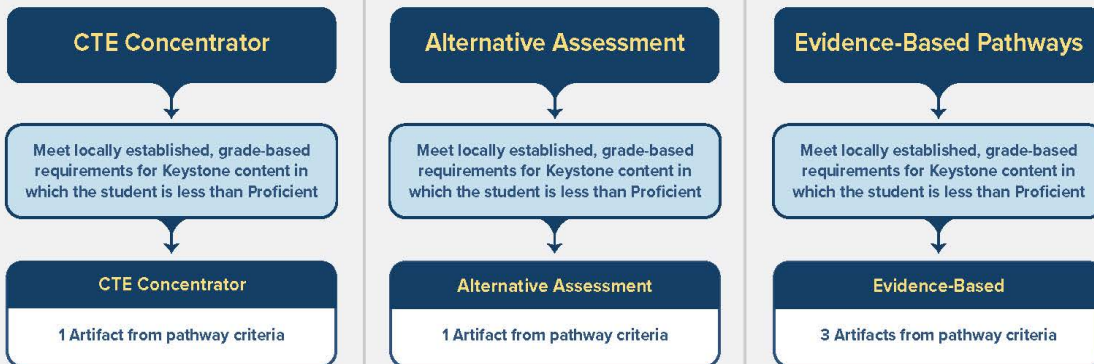 CTE Concentrator
Meet locally established, grade-based
requirements for Keystone content in
which the student is less than Proficient
CTE Concentrator
1 Artifact from pathway criteria
Alternative Assessment
Meet locally established, grade-based
requirements for Keystone content in
which the student is less than Proficient
Alternative Assessment
1 Artifact from pathway criteria
Evidence-Based Pathways
Meet locally established, grade-based
requirements for Keystone content in
which the student is less than Proficient
Evidence-Based
3 Artifacts from pathway criteria